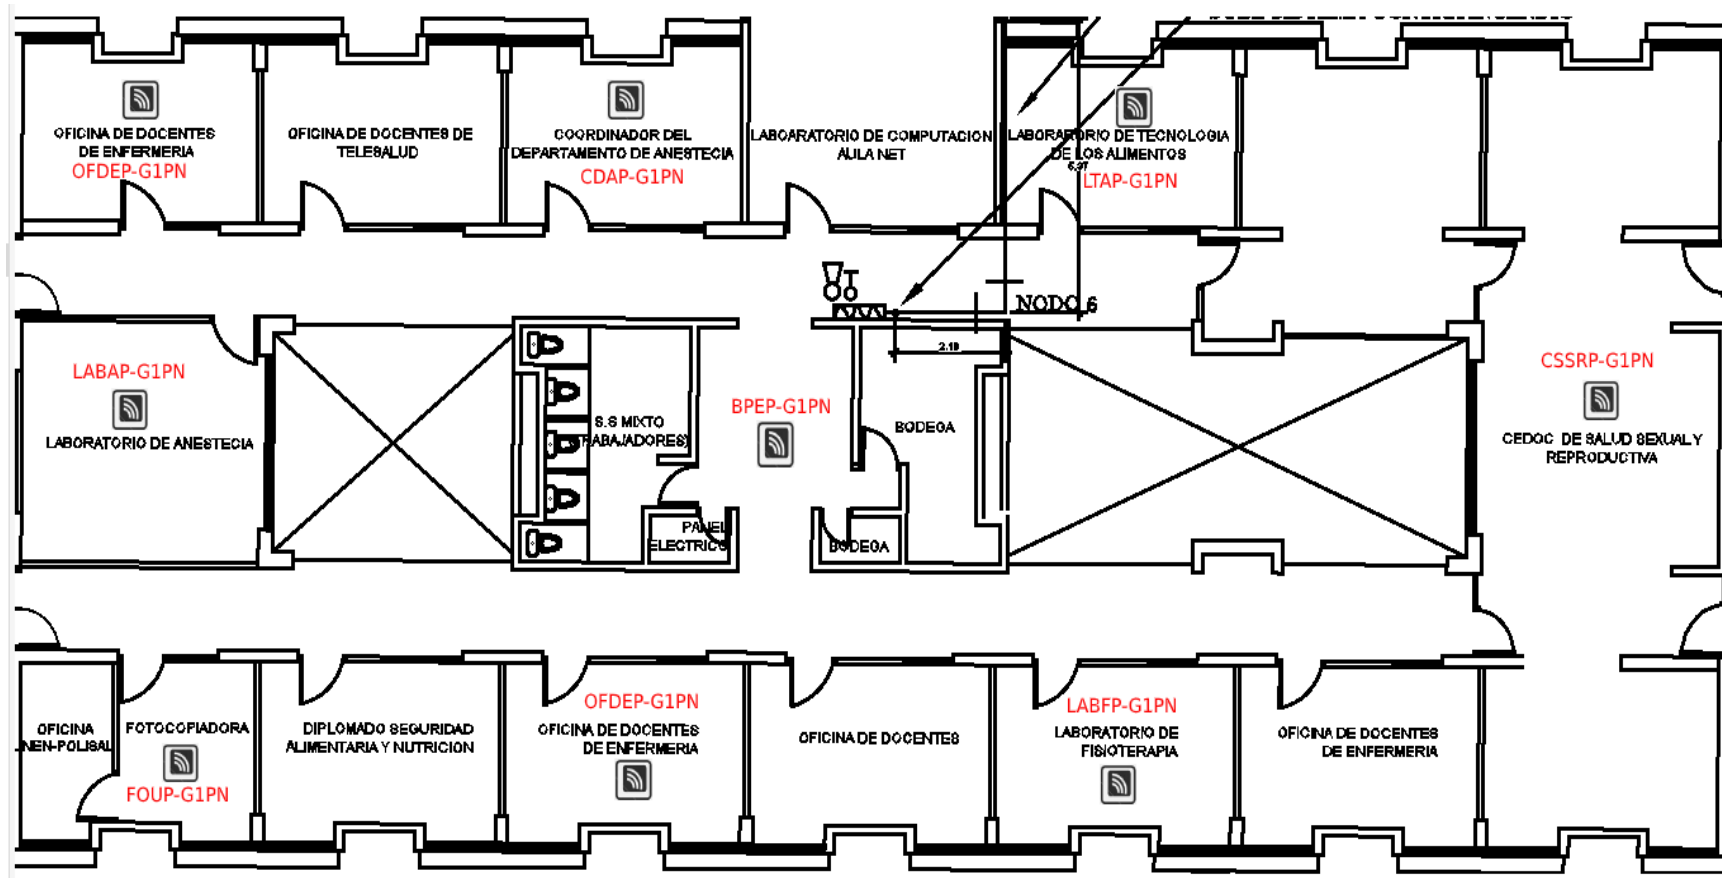 OFICINA DE DOCENTES
DE ENFERMERIA
OFDEP-G1PN
OFICINA DE DOCENTES DE
TELESALUD
COORDINADOR DEL
DEPARTAMENTO DE ANESTECIA
CDAP-G1PN
LABOARATORIO DE COMPUTACION
AULA NET
LABORARORIO DE TECNOLOGIA
DE LOS ALIMENTOS
LTAP-G1PN
NODO 6
2.19
LABAP-G1PN
LABORATORIO DE ANESTECIA
S.S MIXTO
(TRABAJADORES)
PANEL
ELECTRICO
BPEP-G1PN
BODEGA
BODEGA
CSSRP-G1PN
CEDOC DE SALUD SEXUAL Y
REPRODUCTIVA
OFICINA
NEN-POLISAL
FOTOCOPIADORA
FOUP-G1PN
DIPLOMADO SEGURIDAD
ALIMENTARIA Y NUTRICION
OFDEP-G1PN
OFICINA DE DOCENTES
DE ENFERMERIA
OFICINA DE DOCENTES
LABFP-G1PN
LABORATORIO DE
FISIOTERAPIA
OFICINA DE DOCENTES
DE ENFERMERIA